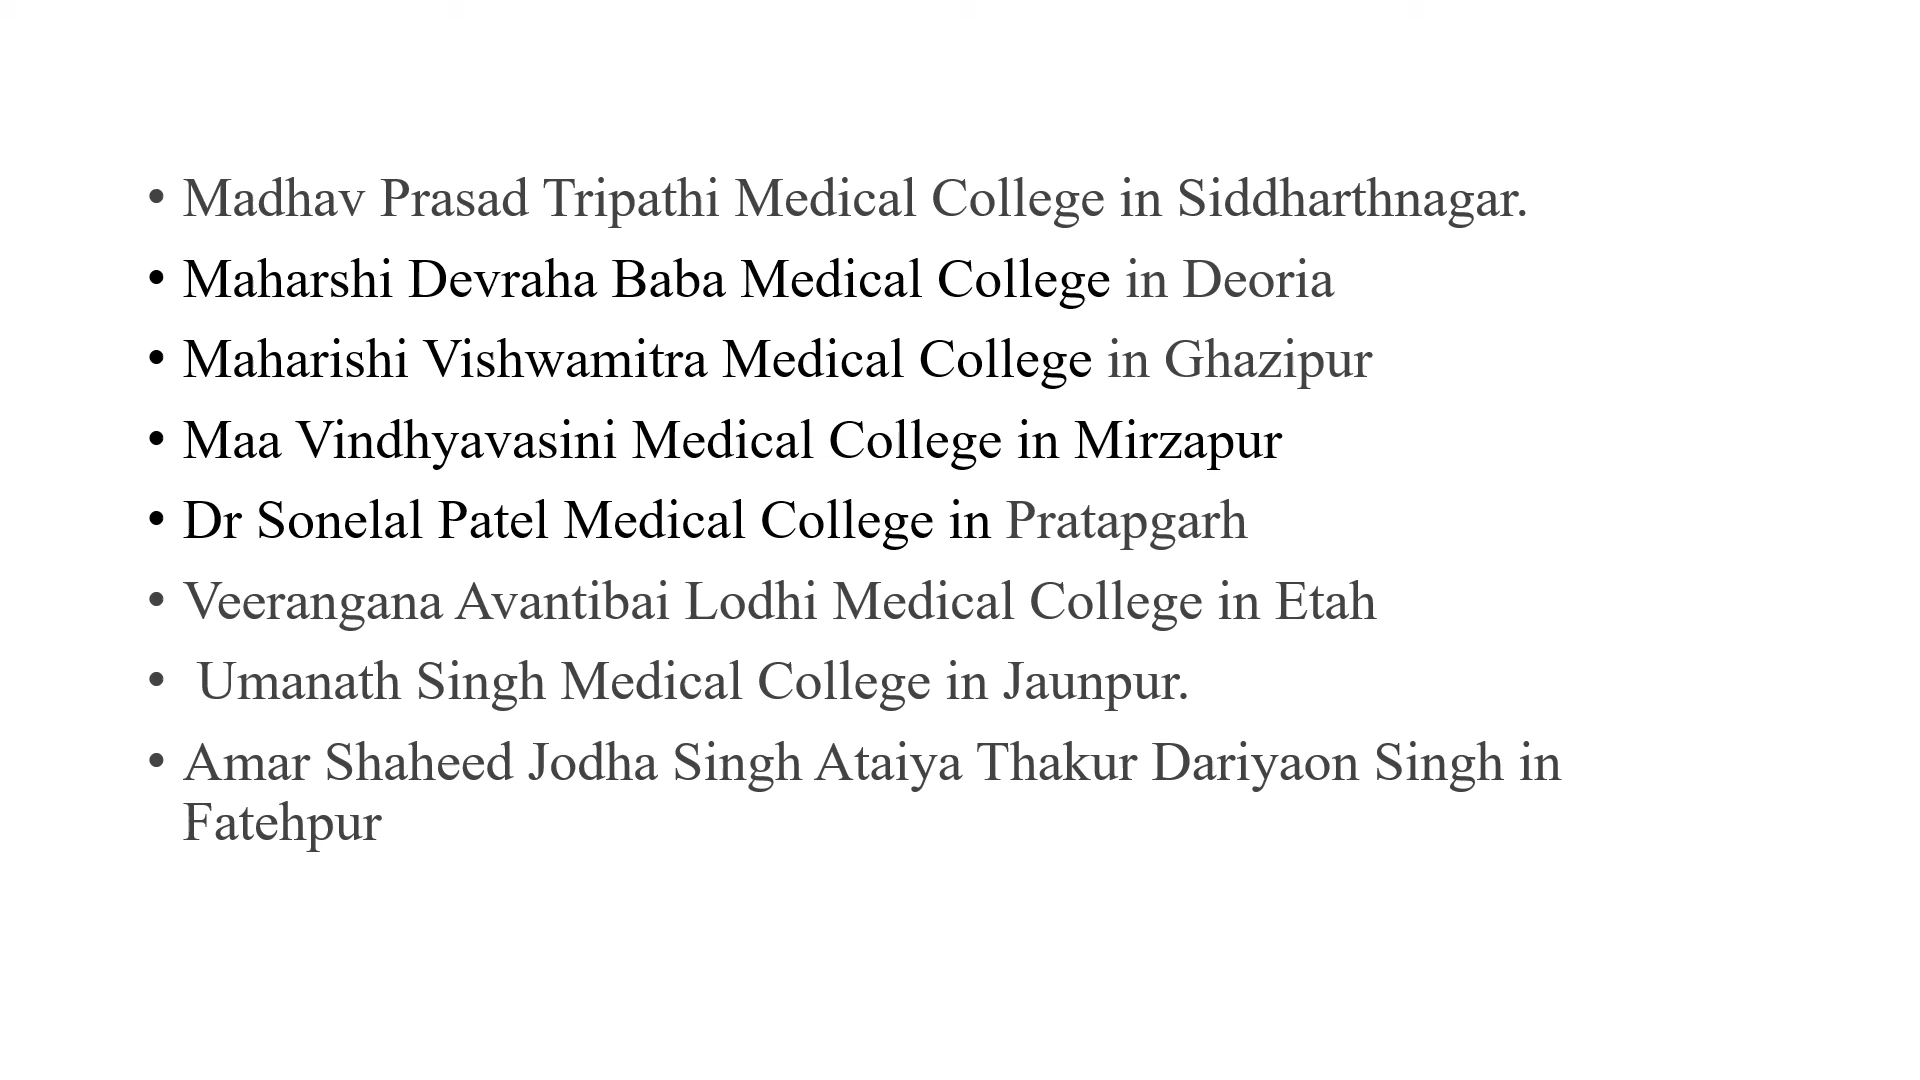 • Madhav Prasad Tripathi Medical College in Siddharthnagar.
• Maharshi Devraha Baba Medical College in Deoria
• Maharishi Vishwamitra Medical College in Ghazipur
• Maa Vindhyavasini Medical College in Mirzapur
• Dr Sonelal Patel Medical College in Pratapgarh
• Veerangana Avantibai Lodhi Medical College in Etah
• Umanath Singh Medical College in Jaunpur.
• Amar Shaheed Jodha Singh Ataiya Thakur Dariyaon Singh in
Fatehpur